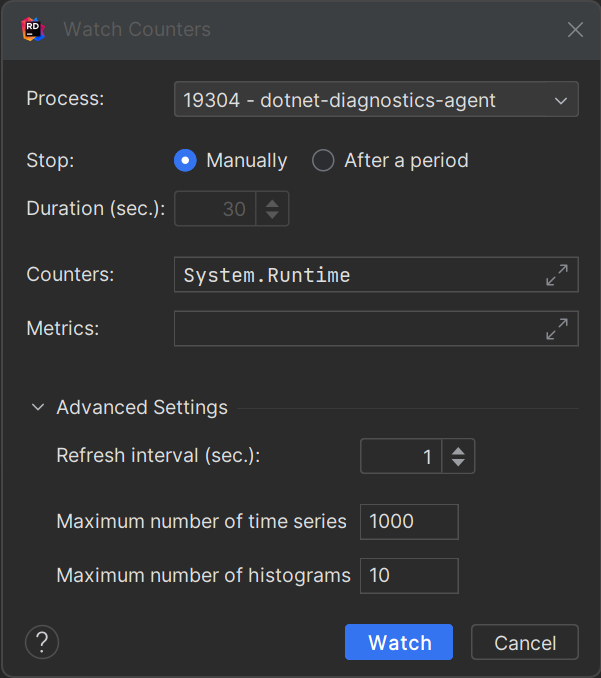 RD
Watch Counters
Process: 19304 - dotnet-diagnostics-agent
Stop: Manually After a period
Duration (sec.): 30
Counters: System.Runtime
Metrics:
Advanced Settings
Refresh interval (sec.): 1
Maximum number of time series 1000
Maximum number of histograms 10
? Watch Cancel